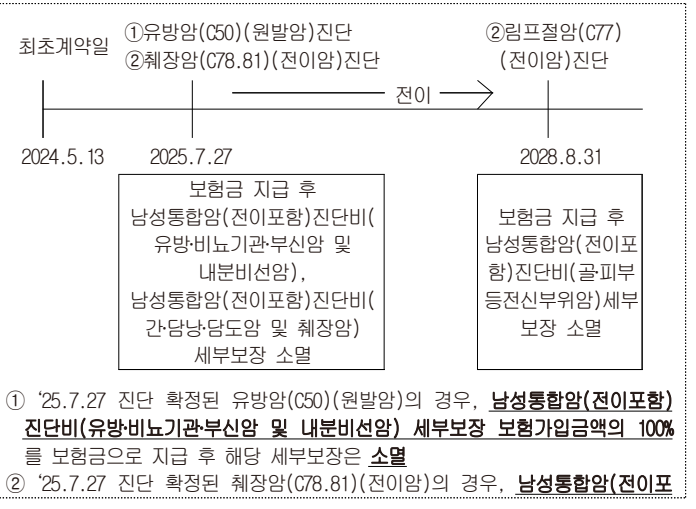 최초계약일
①유방암(C50)(원발암)진단
②췌장암(C78.81)(전이암)진단
②림프절암(C77)
(전이암)진단
전이
2024.5.13
2025.7.27
2028.8.31
보험금 지급 후
남성통합암(전이포함)진단비(
유방·비뇨기관·부신암 및
내분비선암),
남성통합암(전이포함)진단비(
간·담낭·담도암 및 췌장암)
세부보장 소멸
보험금 지급 후
남성통합암(전이포
함)진단비(골·피부
등전신부위암)세부
보장 소멸
① ‘25.7.27 진단 확정된 유방암(C50)(원발암)의 경우, 남성통합암(전이포함)
진단비(유방·비뇨기관·부신암 및 내분비선암) 세부보장 보험가입금액의 100%
를 보험금으로 지급 후 해당 세부보장은 소멸
② ‘25.7.27 진단 확정된 췌장암(C78.81)(전이암)의 경우, 남성통합암(전이포